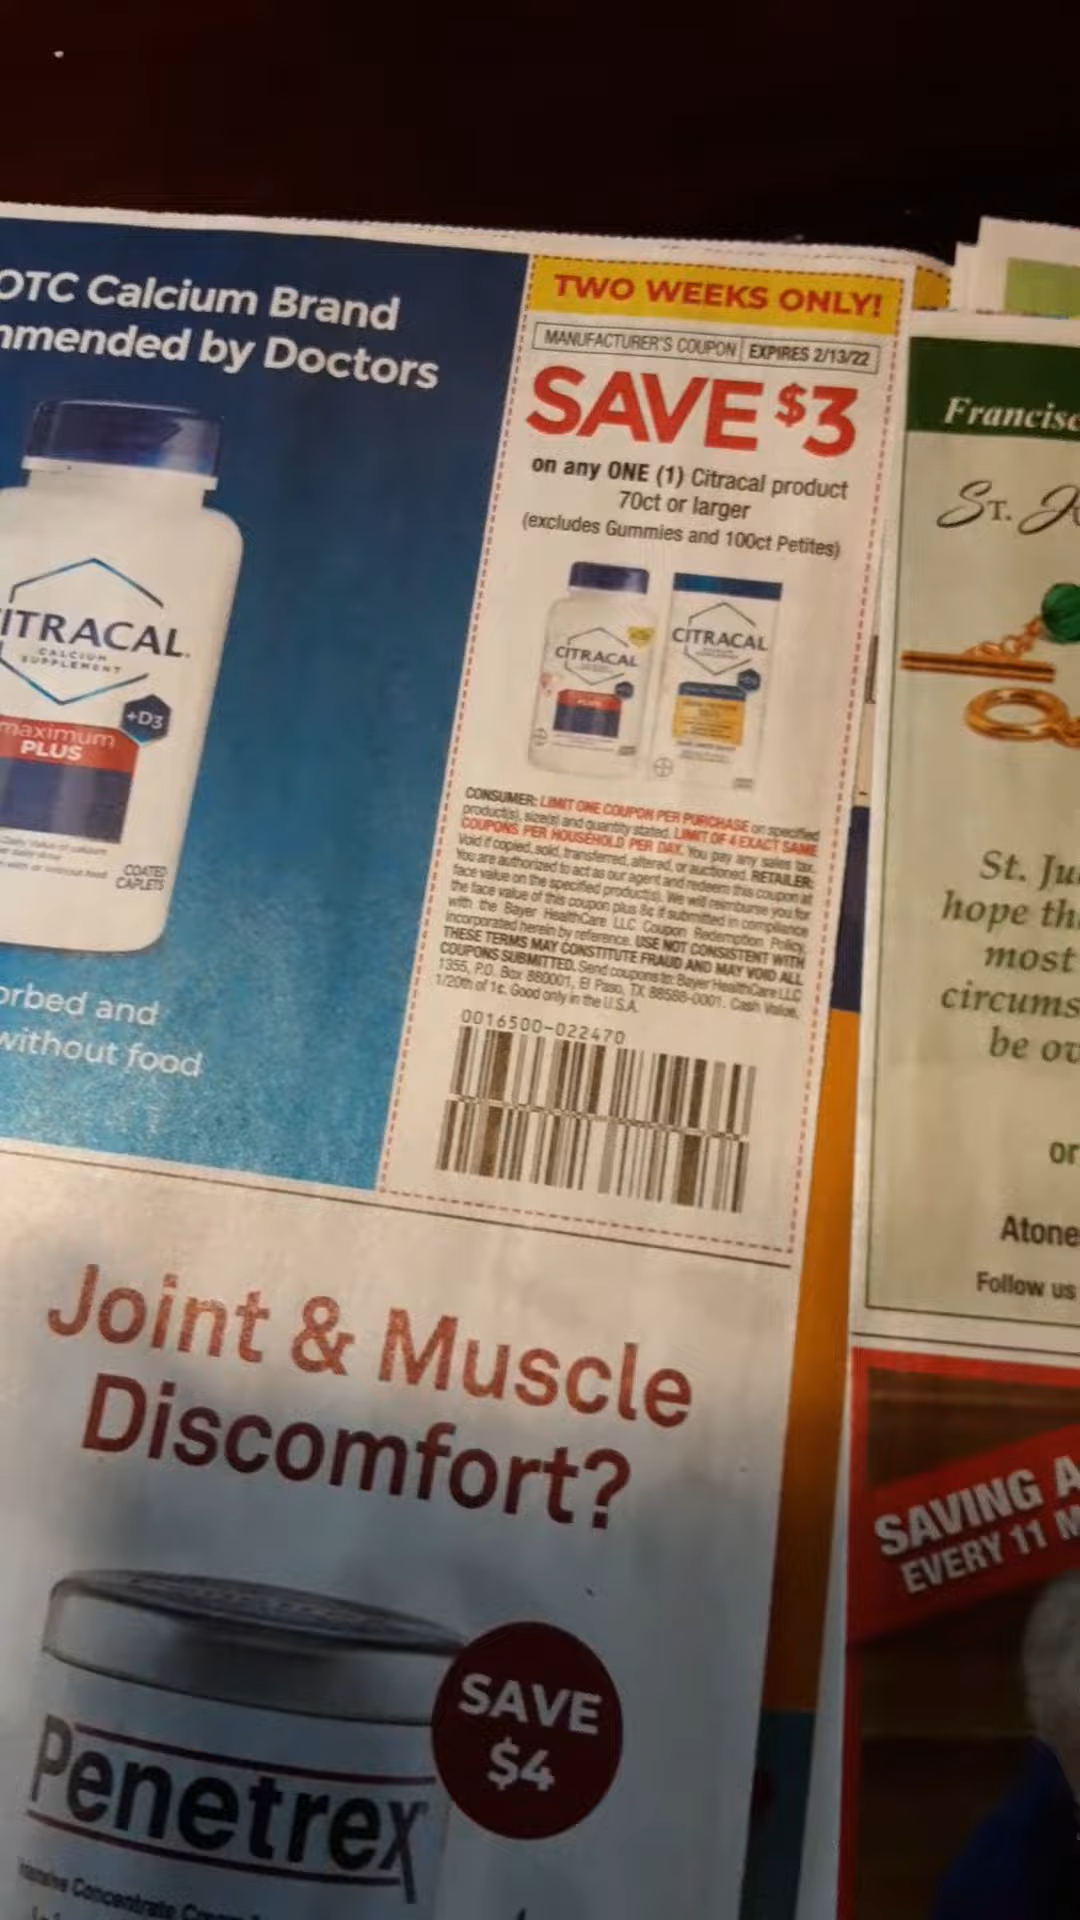 OTC Calcium Brand
mmended by Doctors
CITRACAL
CALCIUM
SUPPLEMENT
+D3
maximum
PLUS
COATED
CAPLETS
orbed and
without food
TWO WEEKS ONLY!
MANUFACTURER'S COUPON EXPIRES 2/13/22
SAVE $3
on any ONE (1) Citracal product
70ct or larger
(excludes Gummies and 100ct Petites)
CITRACAL
PLUS
CITRACAL
CONSUMER: LIMIT ONE COUPON PER PURCHASE on specified
product(s), size(s) and quantity stated. LIMIT OF 4 EXACT SAME
COUPONS PER HOUSEHOLD PER DAY. You pay any sales tax.
Void if copied, sold, transferred, altered, or auctioned. RETAILER:
You are authorized to act as our agent and redeem this coupon at
face value on the specified product(s). We will reimburse you for
the face value of this coupon plus 8¢ if submitted in compliance
with the Bayer HealthCare LLC Coupon Redemption Policy,
incorporated herein by reference. USE NOT CONSISTENT WITH
THESE TERMS MAY CONSTITUTE FRAUD AND MAY VOID ALL
COUPONS SUBMITTED. Send coupons to: Bayer HealthCare LLC
1355, P.O. Box 880001, El Paso, TX 88588-0001. Cash Value,
1/20th of 1¢. Good only in the U.S.A.
0016500-022470
Joint & Muscle
Discomfort?
SAVE
$4
Penetrex
Intensive Concentrate
Francisc
ST. Ju
St. Ju
hope th
most
circums
be ov
or
Atone
Follow us
SAVING A
EVERY 11 M